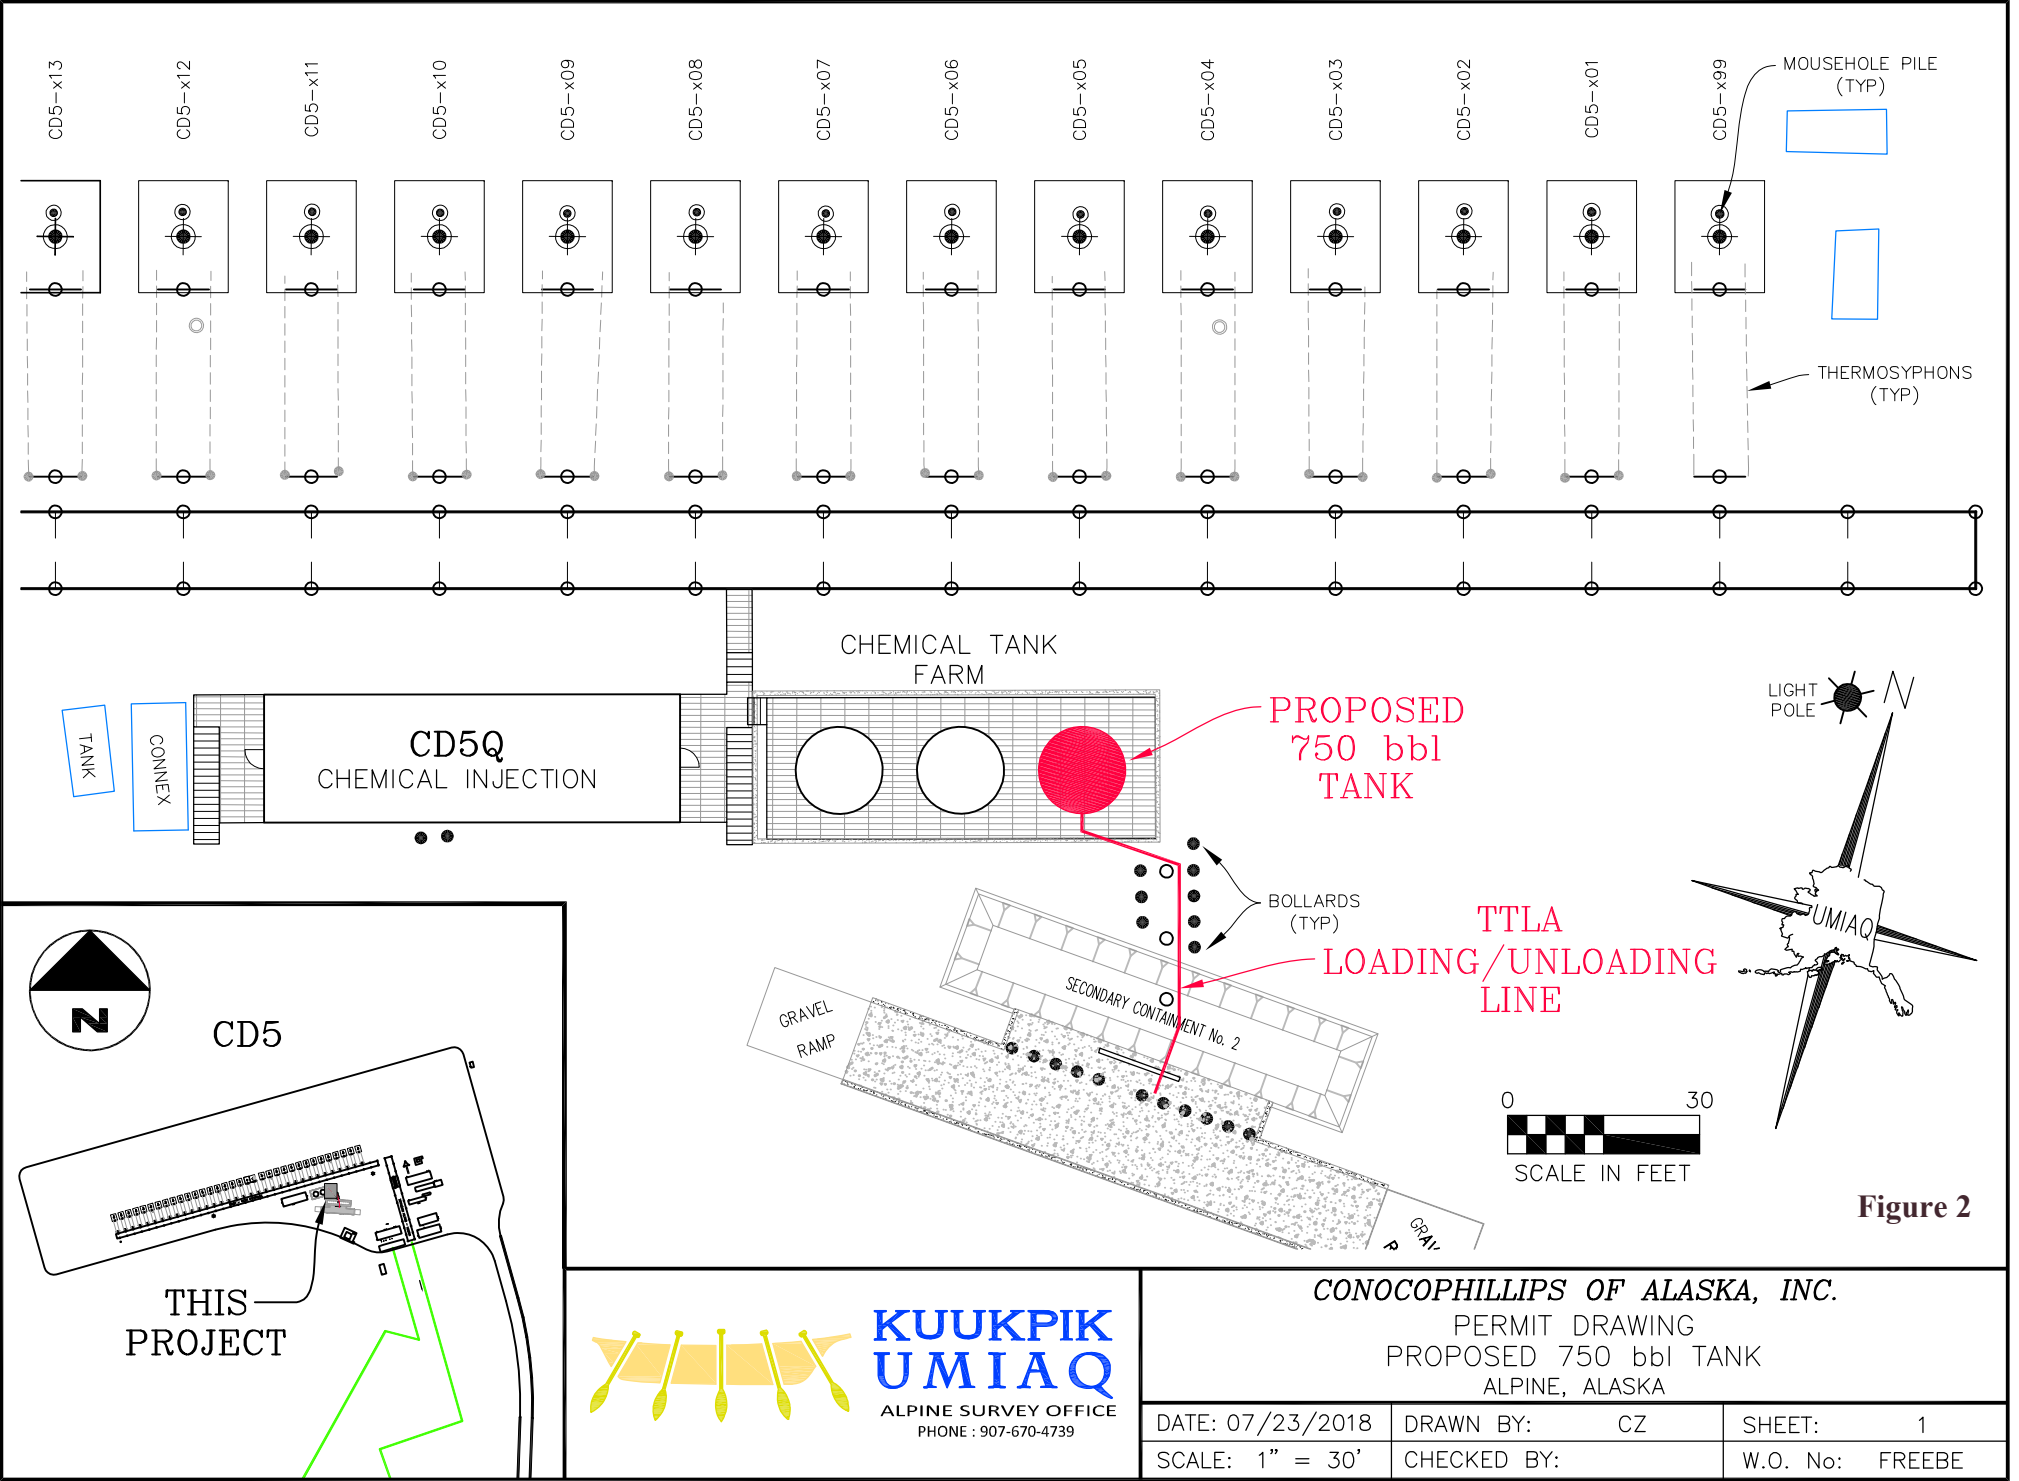 CD5-x13
CD5-x12
CD5-x11
CD5-x10
CD5-x09
CD5-x08
CD5-x07
CD5-x06
CD5-x05
CD5-x04
CD5-x03
CD5-x02
CD5-x01
CD5-x99
MOUSEHOLE PILE
(TYP)
THERMOSYPHONS
(TYP)
CHEMICAL TANK
FARM
TANK
CONNEX
CD5Q
CHEMICAL INJECTION
PROPOSED
750 bbl
TANK
LIGHT
POLE
N
UMIAQ
BOLLARDS
(TYP)
TTLA
LOADING/UNLOADING
LINE
SECONDARY CONTAINMENT No. 2
GRAVEL
RAMP
0 30
SCALE IN FEET
Figure 2
N
CD5
THIS
PROJECT
KUUKPIK
UMIAQ
ALPINE SURVEY OFFICE
PHONE : 907-670-4739
CONOCOPHILLIPS OF ALASKA, INC.
PERMIT DRAWING
PROPOSED 750 bbl TANK
ALPINE, ALASKA
DATE: 07/23/2018 DRAWN BY: CZ SHEET: 1
SCALE: 1" = 30' CHECKED BY: W.O. No: FREEBE